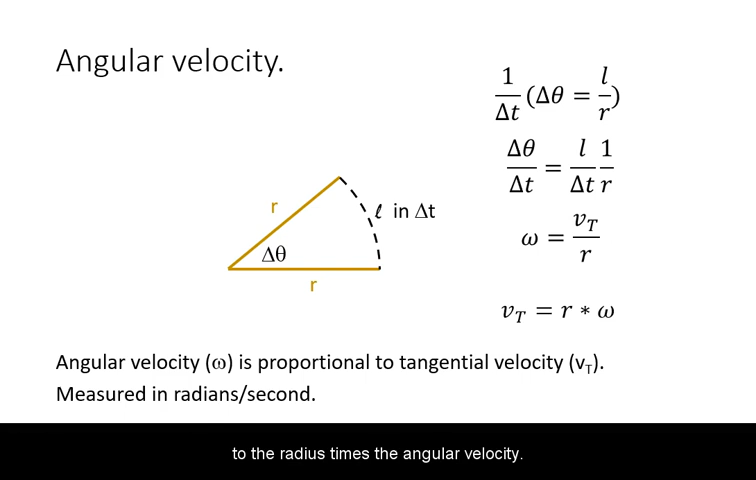 Angular velocity.
1/Δt (Δθ = l/r)
Δθ/Δt = l/Δt 1/r
ω = v_T/r
v_T = r * ω
r
Δθ
ℓ in Δt
r
Angular velocity (ω) is proportional to tangential velocity (v_T).
Measured in radians/second.
to the radius times the angular velocity.